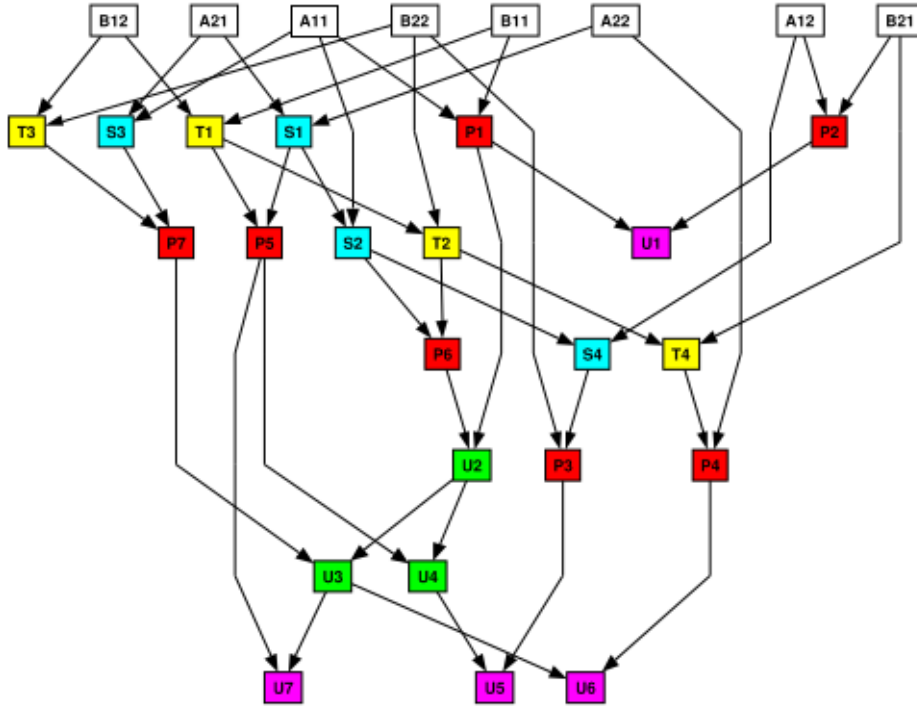 B12 A21 A11 B22 B11 A22 A12 B21
T3 S3 T1 S1 P1 P2
P7 P5 S2 T2 U1
P6 S4 T4
U2 P3 P4
U3 U4
U7 U5 U6